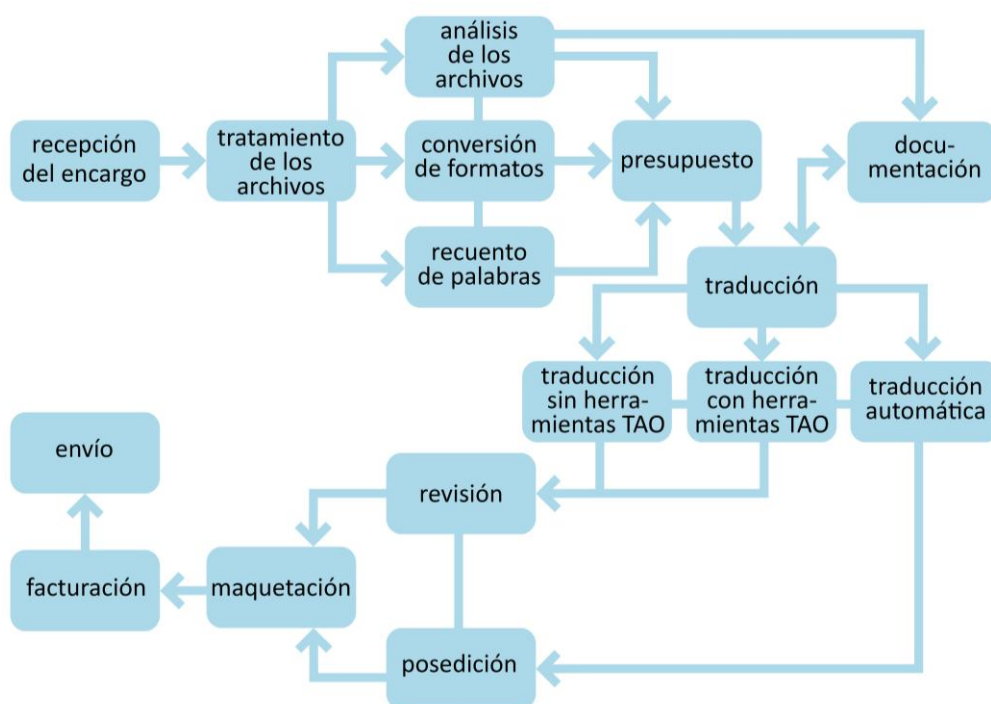 recepción
del encargo
tratamiento
de los
archivos
análisis
de los
archivos
conversión
de formatos
recuento
de palabras
presupuesto
docu-
mentación
traducción
traducción
sin herra-
mientas TAO
traducción
con herra-
mientas TAO
traducción
automática
revisión
posedición
maquetación
facturación
envío